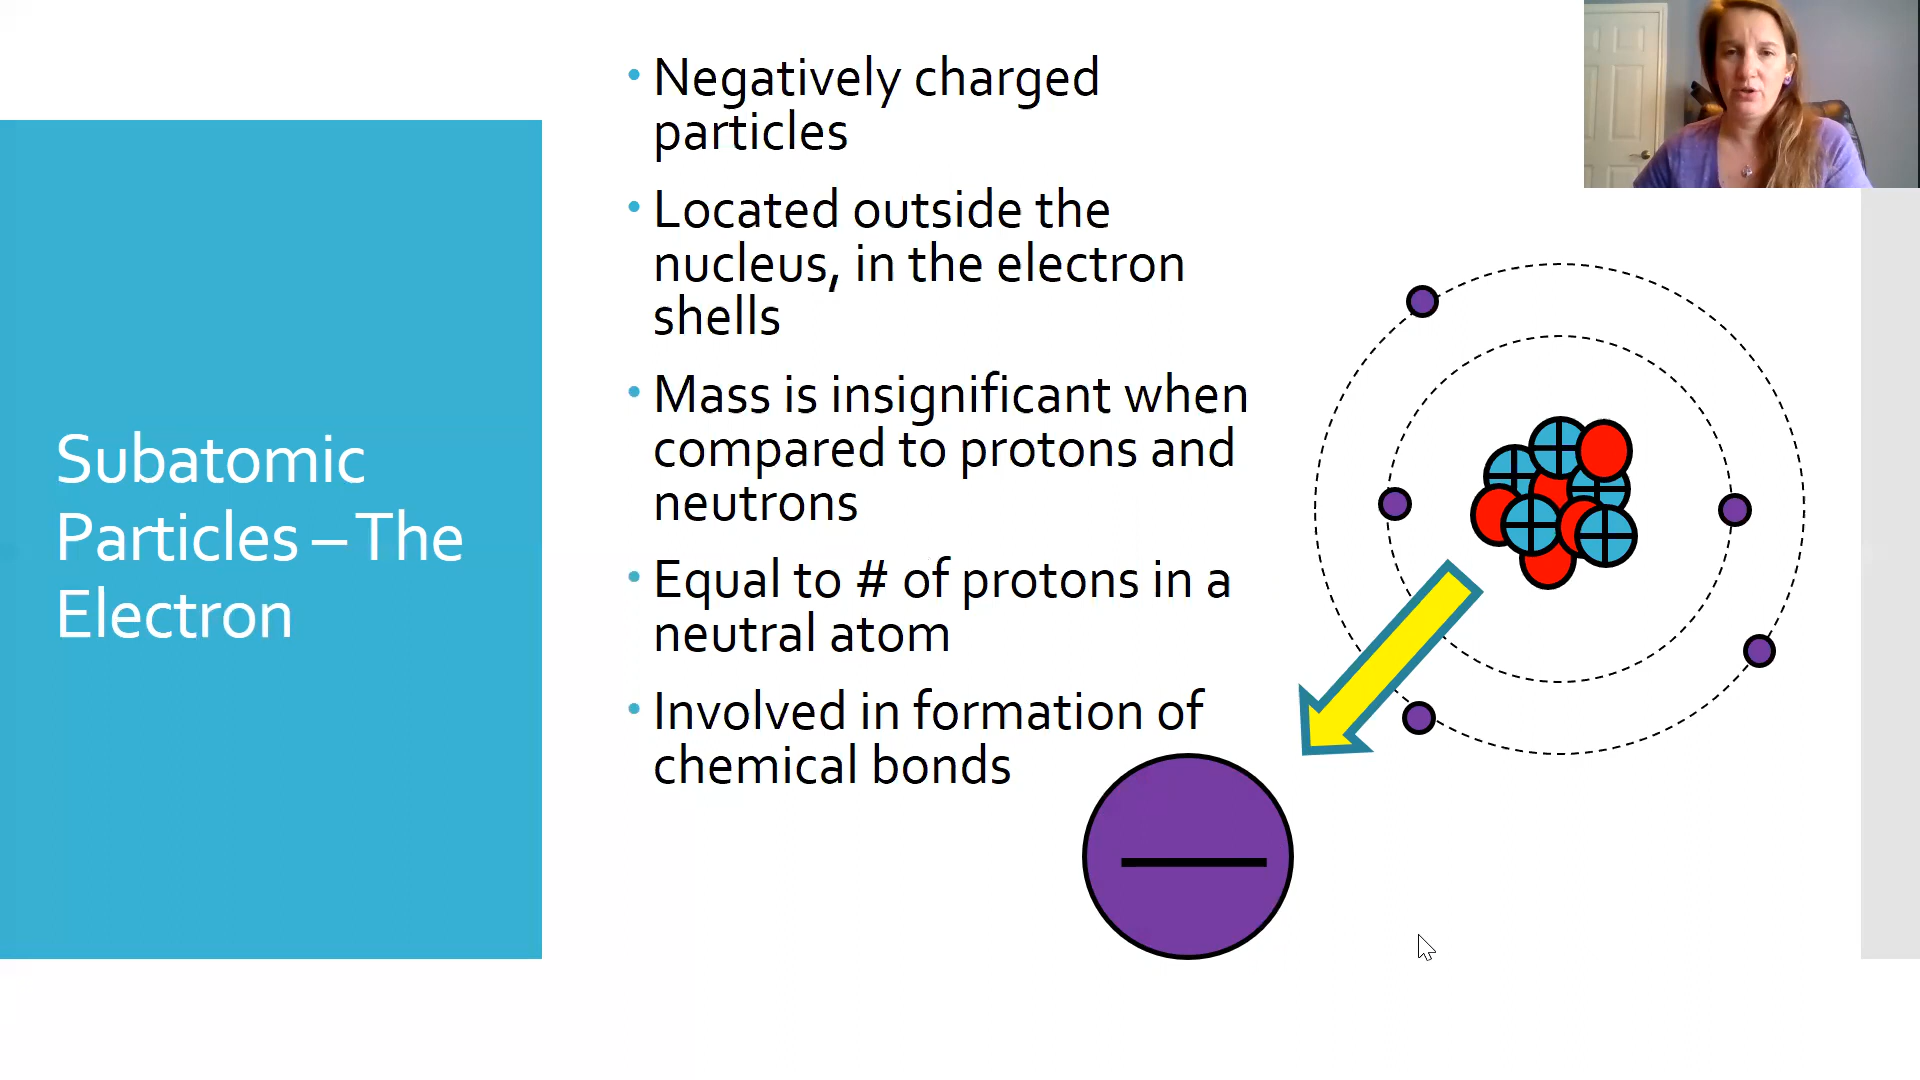 Subatomic
Particles – The
Electron
• Negatively charged
particles
• Located outside the
nucleus, in the electron
shells
• Mass is insignificant when
compared to protons and
neutrons
• Equal to # of protons in a
neutral atom
• Involved in formation of
chemical bonds